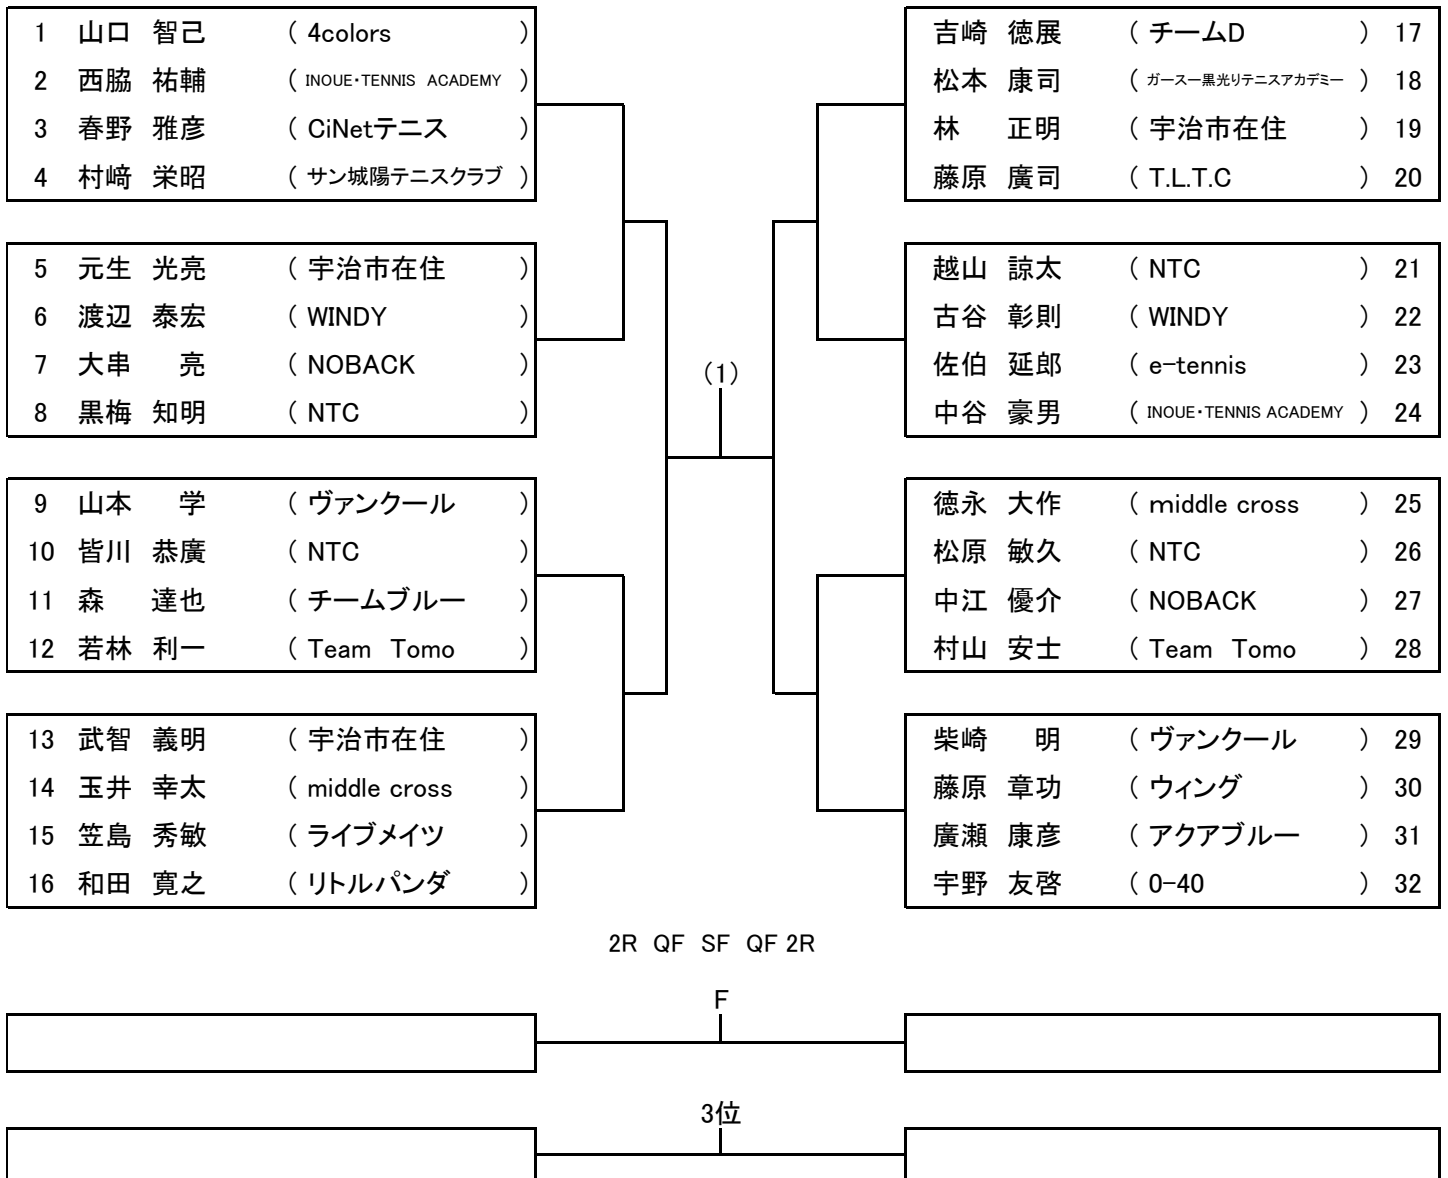 1 山口 智己 ( 4colors )
2 西脇 祐輔 ( INOUE・TENNIS ACADEMY )
3 春野 雅彦 ( CiNetテニス )
4 村﨑 栄昭 ( サン城陽テニスクラブ )
5 元生 光亮 ( 宇治市在住 )
6 渡辺 泰宏 ( WINDY )
7 大串 亮 ( NOBACK )
8 黒梅 知明 ( NTC )
9 山本 学 ( ヴァンクール )
10 皆川 恭廣 ( NTC )
11 森 達也 ( チームブルー )
12 若林 利一 ( Team Tomo )
13 武智 義明 ( 宇治市在住 )
14 玉井 幸太 ( middle cross )
15 笠島 秀敏 ( ライブメイツ )
16 和田 寛之 ( リトルパンダ )
(1)
吉崎 徳展 ( チームD ) 17
松本 康司 ( ガースー黒光りテニスアカデミー ) 18
林 正明 ( 宇治市在住 ) 19
藤原 廣司 ( T.L.T.C ) 20
越山 諒太 ( NTC ) 21
古谷 彰則 ( WINDY ) 22
佐伯 延郎 ( e-tennis ) 23
中谷 豪男 ( INOUE・TENNIS ACADEMY ) 24
徳永 大作 ( middle cross ) 25
松原 敏久 ( NTC ) 26
中江 優介 ( NOBACK ) 27
村山 安士 ( Team Tomo ) 28
柴崎 明 ( ヴァンクール ) 29
藤原 章功 ( ウィング ) 30
廣瀬 康彦 ( アクアブルー ) 31
宇野 友啓 ( 0-40 ) 32
2R QF SF QF 2R
F
3位